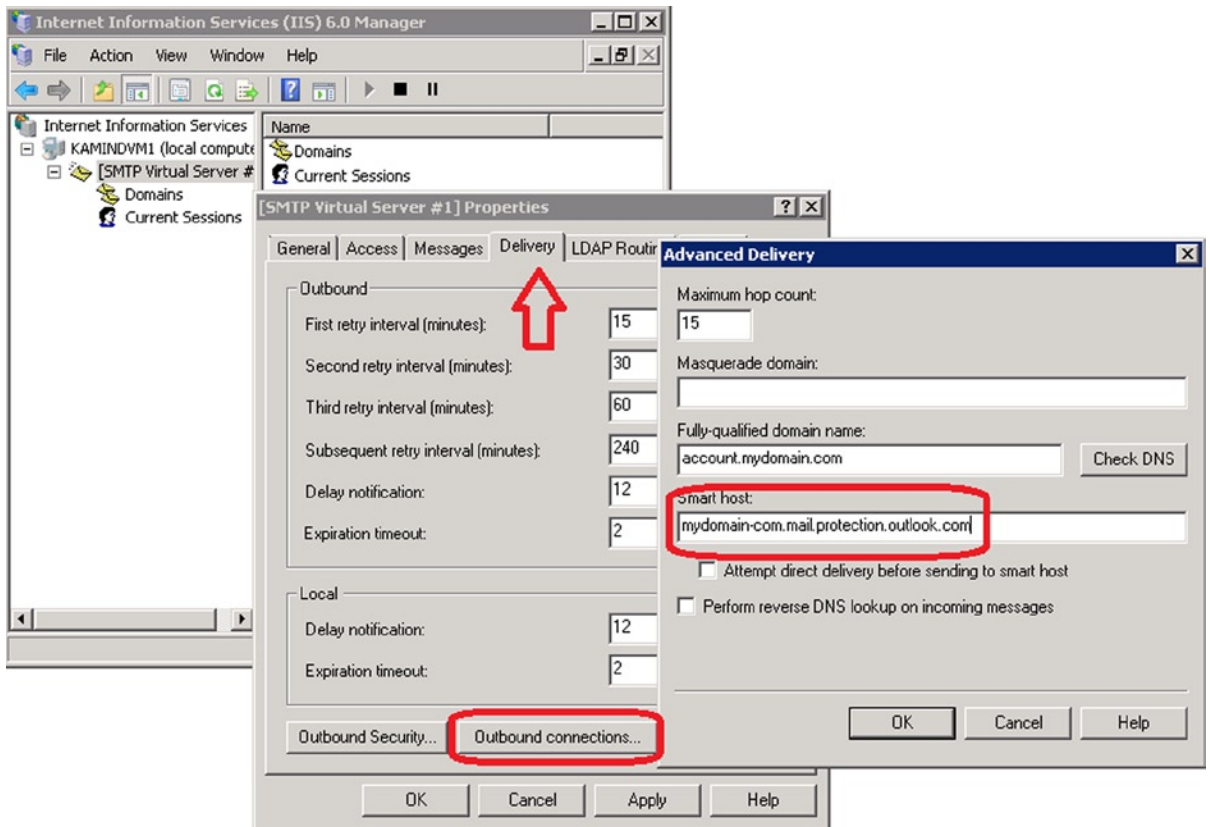 Internet Information Services (IIS) 6.0 Manager
File Action View Window Help
Internet Information Services
KAMINDVM1 (local compute
[SMTP Virtual Server #
Domains
Current Sessions
Name
Domains
Current Sessions
[SMTP Virtual Server #1] Properties
General Access Messages Delivery LDAP Routin
Outbound
First retry interval (minutes): 15
Second retry interval (minutes): 30
Third retry interval (minutes): 60
Subsequent retry interval (minutes): 240
Delay notification: 12
Expiration timeout: 2
Local
Delay notification: 12
Expiration timeout: 2
Outbound Security... Outbound connections...
OK Cancel Apply Help
Advanced Delivery
Maximum hop count:
15
Masquerade domain:
Fully-qualified domain name:
account.mydomain.com Check DNS
Smart host:
mydomain-com.mail.protection.outlook.com
Attempt direct delivery before sending to smart host
Perform reverse DNS lookup on incoming messages
OK Cancel Help